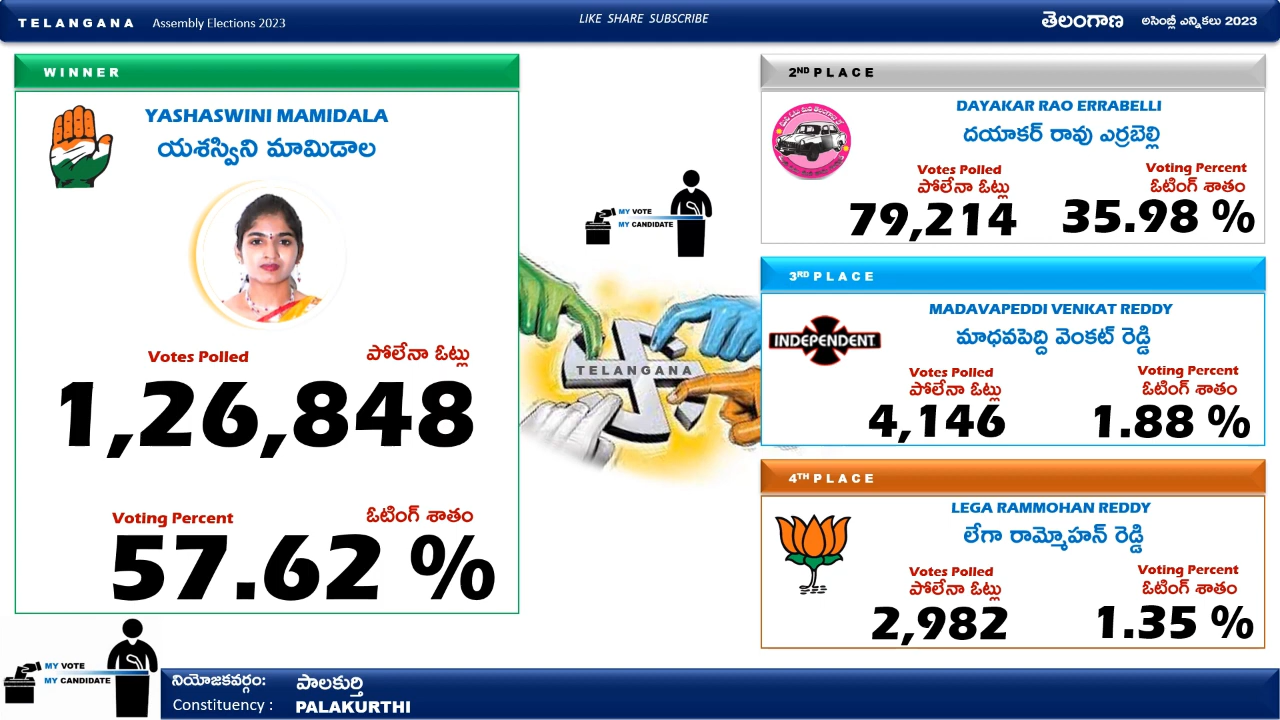 TELANGANA Assembly Elections 2023
LIKE SHARE SUBSCRIBE
తెలంగాణ అసెంబ్లీ ఎన్నికలు 2023
WINNER
YASHASWINI MAMIDALA
యశస్విని మామిడాల
Votes Polled పోలేనా ఓట్లు
1,26,848
Voting Percent ఓటింగ్ శాతం
57.62 %
MY VOTE
MY CANDIDATE
TELANGANA
2ND PLACE
DAYAKAR RAO ERRABELLI
దయాకర్ రావు ఎర్రబెల్లి
Votes Polled Voting Percent
పోలేనా ఓట్లు ఓటింగ్ శాతం
79,214 35.98 %
3RD PLACE
INDEPENDENT
MADAVAPEDDI VENKAT REDDY
మాధవపెద్ది వెంకట్ రెడ్డి
Votes Polled Voting Percent
పోలేనా ఓట్లు ఓటింగ్ శాతం
4,146 1.88 %
4TH PLACE
LEGA RAMMOHAN REDDY
లేగా రామ్మోహన్ రెడ్డి
Votes Polled Voting Percent
పోలేనా ఓట్లు ఓటింగ్ శాతం
2,982 1.35 %
MY VOTE
MY CANDIDATE
నియోజకవర్గం: పాలకుర్తి
Constituency : PALAKURTHI